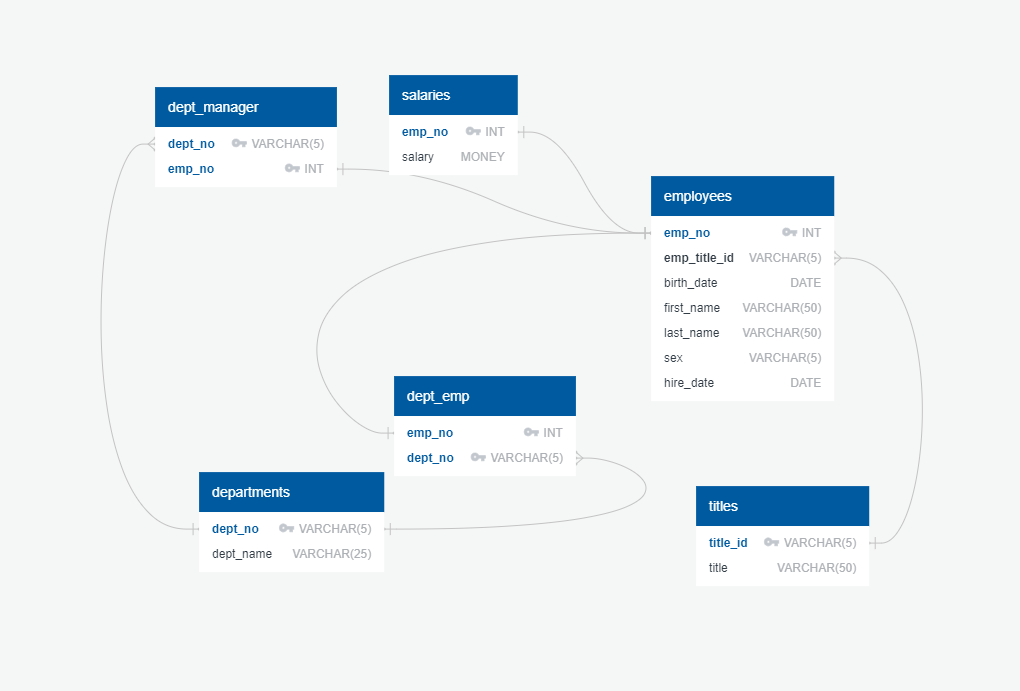 dept_manager
dept_no VARCHAR(5)
emp_no INT
salaries
emp_no INT
salary MONEY
employees
emp_no INT
emp_title_id VARCHAR(5)
birth_date DATE
first_name VARCHAR(50)
last_name VARCHAR(50)
sex VARCHAR(5)
hire_date DATE
dept_emp
emp_no INT
dept_no VARCHAR(5)
departments
dept_no VARCHAR(5)
dept_name VARCHAR(25)
titles
title_id VARCHAR(5)
title VARCHAR(50)